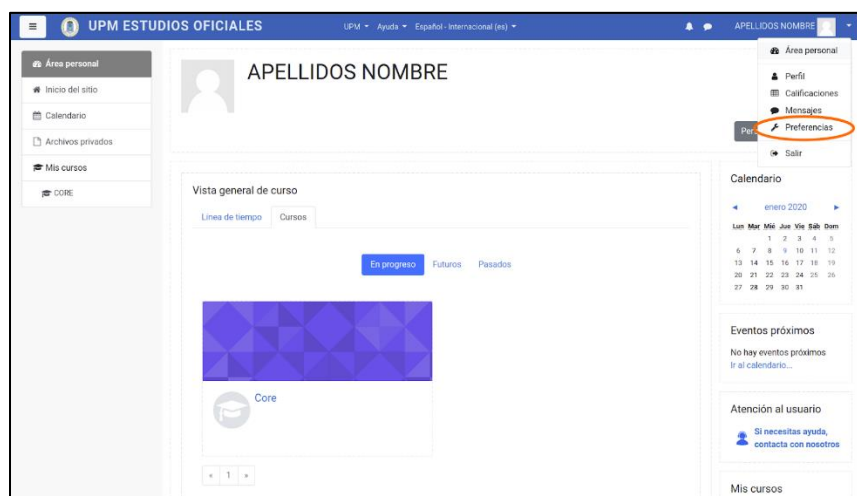 UPM ESTUDIOS OFICIALES
UPM Ayuda Español - Internacional (es)
APELLIDOS NOMBRE
Área personal
Perfil
Calificaciones
Mensajes
Preferencias
Salir
Área personal
Inicio del sitio
Calendario
Archivos privados
Mis cursos
CORE
APELLIDOS NOMBRE
Per
Vista general de curso
Línea de tiempo Cursos
En progreso Futuros Pasados
Core
« 1 »
Calendario
◄ enero 2020 ►
Lun Mar Mié Jue Vie Sáb Dom
1 2 3 4 5
6 7 8 9 10 11 12
13 14 15 16 17 18 19
20 21 22 23 24 25 26
27 28 29 30 31
Eventos próximos
No hay eventos próximos
Ir al calendario...
Atención al usuario
Si necesitas ayuda,
contacta con nosotros
Mis cursos